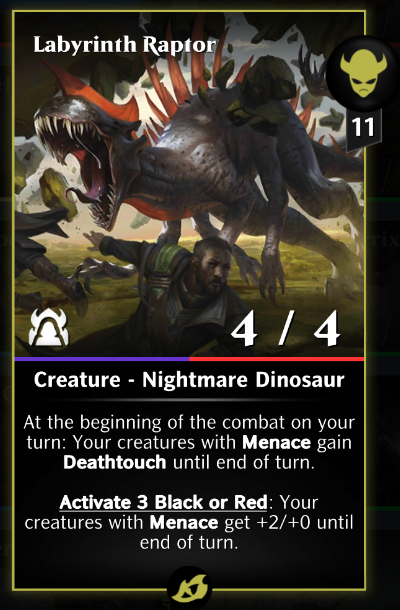 Labyrinth Raptor
11
4 / 4
Creature - Nightmare Dinosaur
At the beginning of the combat on your
turn: Your creatures with Menace gain
Deathtouch until end of turn.
Activate 3 Black or Red: Your
creatures with Menace get +2/+0 until
end of turn.